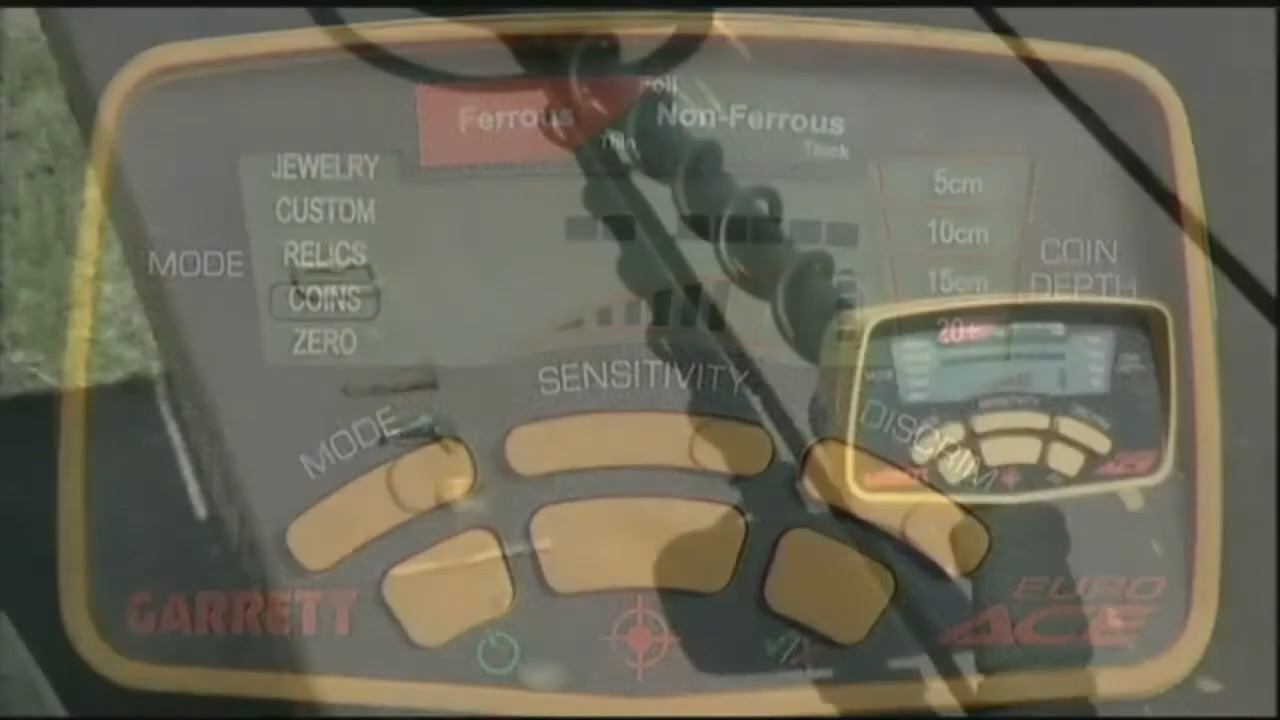 Ferrous Non-Ferrous
Thin Thick
JEWELRY
CUSTOM
RELICS
COINS
ZERO
MODE
5cm
10cm
15cm
20+
COIN
DEPTH
SENSITIVITY
MODE
DISCRIM
GARRETT
EURO
ACE